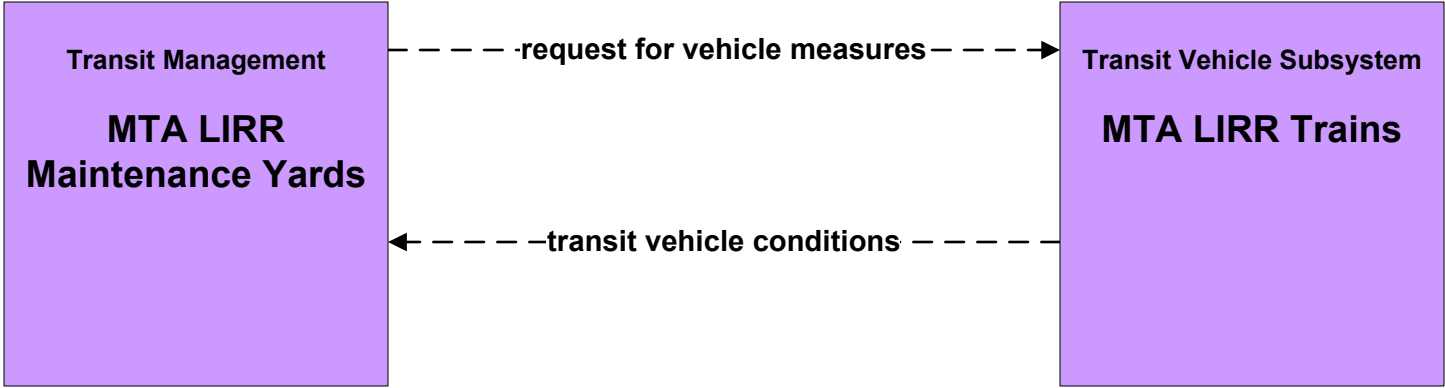 Transit Management
MTA LIRR
Maintenance Yards
request for vehicle measures
transit vehicle conditions
Transit Vehicle Subsystem
MTA LIRR Trains